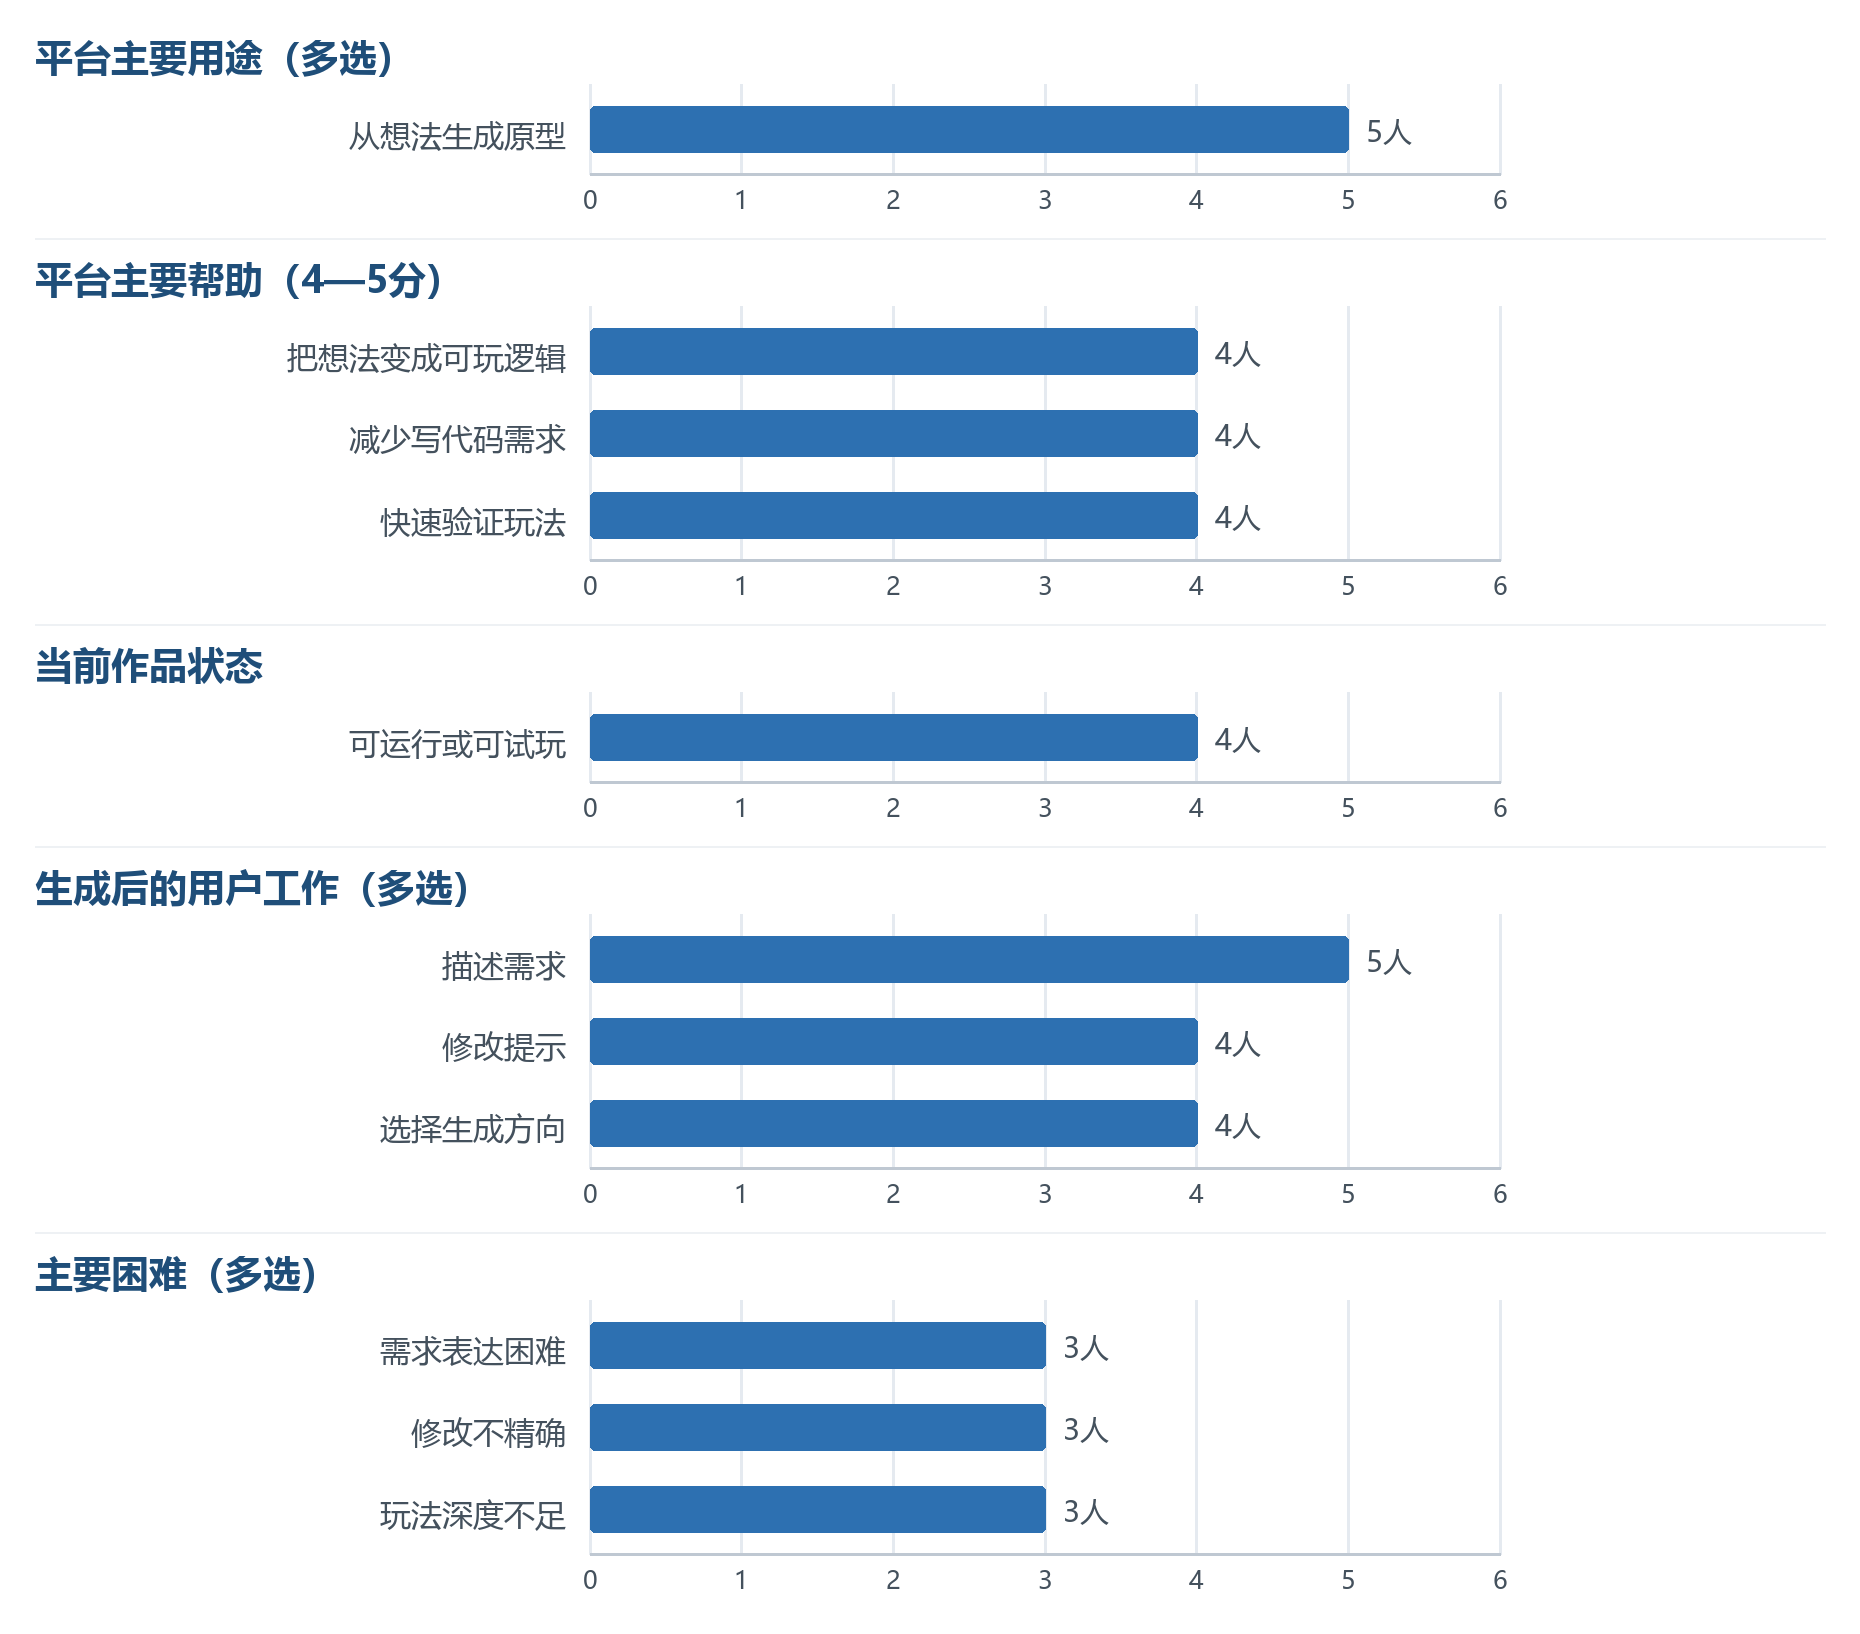 平台主要用途（多选）
从想法生成原型 5人
0 1 2 3 4 5 6
平台主要帮助（4—5分）
把想法变成可玩逻辑 4人
减少写代码需求 4人
快速验证玩法 4人
0 1 2 3 4 5 6
当前作品状态
可运行或可试玩 4人
0 1 2 3 4 5 6
生成后的用户工作（多选）
描述需求 5人
修改提示 4人
选择生成方向 4人
0 1 2 3 4 5 6
主要困难（多选）
需求表达困难 3人
修改不精确 3人
玩法深度不足 3人
0 1 2 3 4 5 6